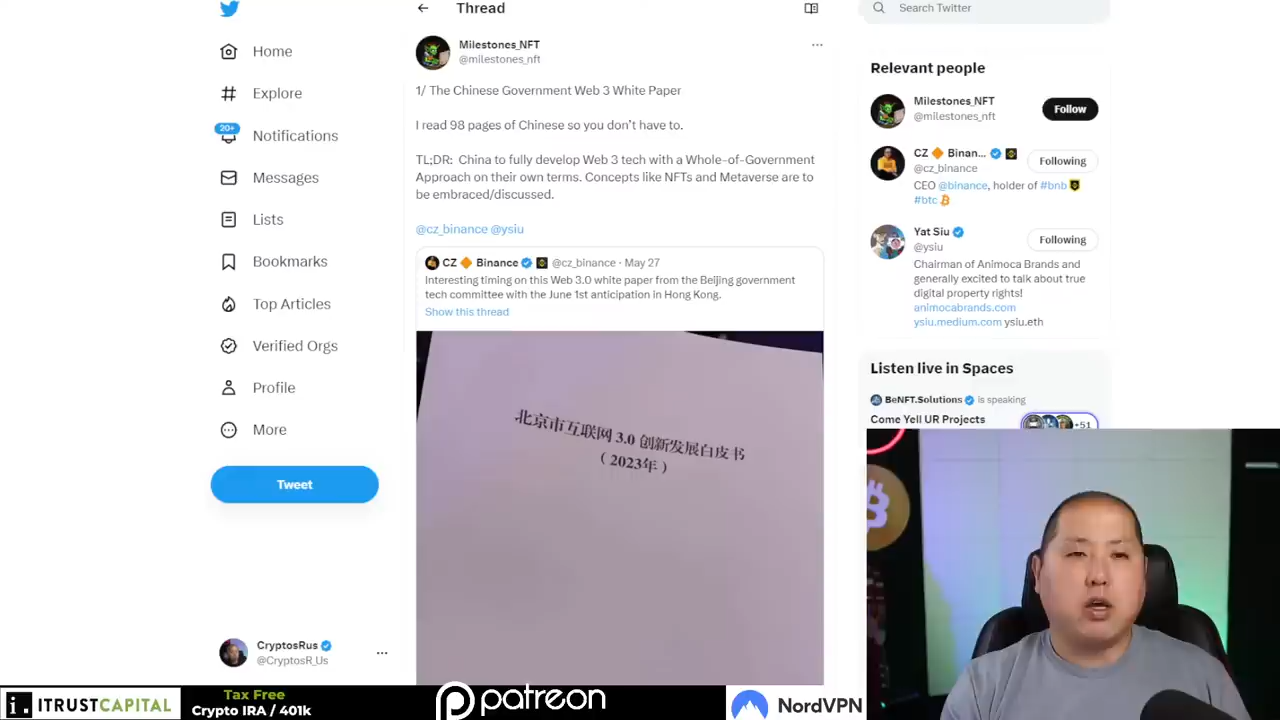 Thread
Search Twitter
Home
Explore
20+
Notifications
Messages
Lists
Bookmarks
Top Articles
Verified Orgs
Profile
More
Tweet
CryptosRus
@CryptosR_Us
Milestones_NFT
@milestones_nft
1/ The Chinese Government Web 3 White Paper
I read 98 pages of Chinese so you don't have to.
TL;DR: China to fully develop Web 3 tech with a Whole-of-Government
Approach on their own terms. Concepts like NFTs and Metaverse are to
be embraced/discussed.
@cz_binance @ysiu
CZ 🔶 Binance @cz_binance · May 27
Interesting timing on this Web 3.0 white paper from the Beijing government
tech committee with the June 1st anticipation in Hong Kong.
Show this thread
北京市互联网 3.0 创新发展白皮书
（2023年）
Relevant people
Milestones_NFT
@milestones_nft
Follow
CZ 🔶 Binan...
@cz_binance
Following
CEO @binance, holder of #bnb
#btc
Yat Siu
@ysiu
Following
Chairman of Animoca Brands and
generally excited to talk about true
digital property rights!
animocabrands.com
ysiu.medium.com ysiu.eth
Listen live in Spaces
BeNFT.Solutions is speaking
Come Yell UR Projects
+51
i. ITRUSTCAPITAL
Tax Free
Crypto IRA / 401k
patreon
NordVPN